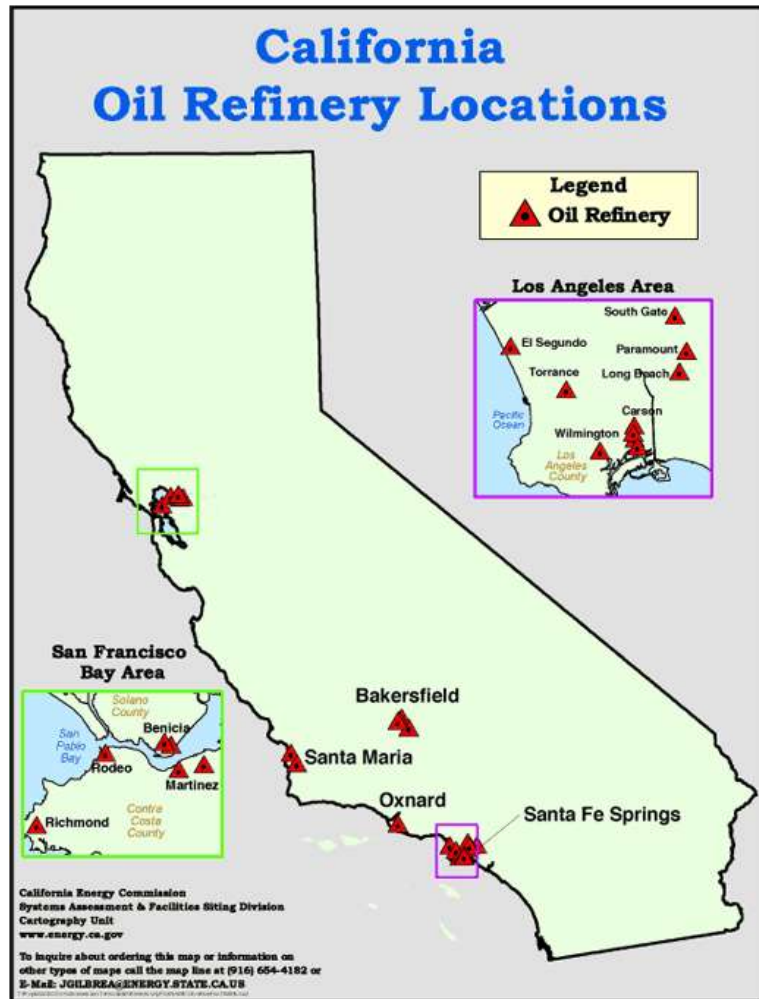 California
Oil Refinery Locations
Legend
Oil Refinery
Los Angeles Area
South Gate
El Segundo
Paramount
Torrance
Long Beach
Pacific
Ocean
Carson
Wilmington
Los
Angeles
County
San Francisco
Bay Area
Solano
County
San
Pablo
Bay
Benicia
Rodeo
Martinez
Richmond
Contra
Costa
County
Bakersfield
Santa Maria
Oxnard
Santa Fe Springs
California Energy Commission
Systems Assessment & Facilities Siting Division
Cartography Unit
www.energy.ca.gov
To inquire about ordering this map or information on
other types of maps call the map line at (916) 654-4182 or
E-Mail: JGILBREA@ENERGY.STATE.CA.US